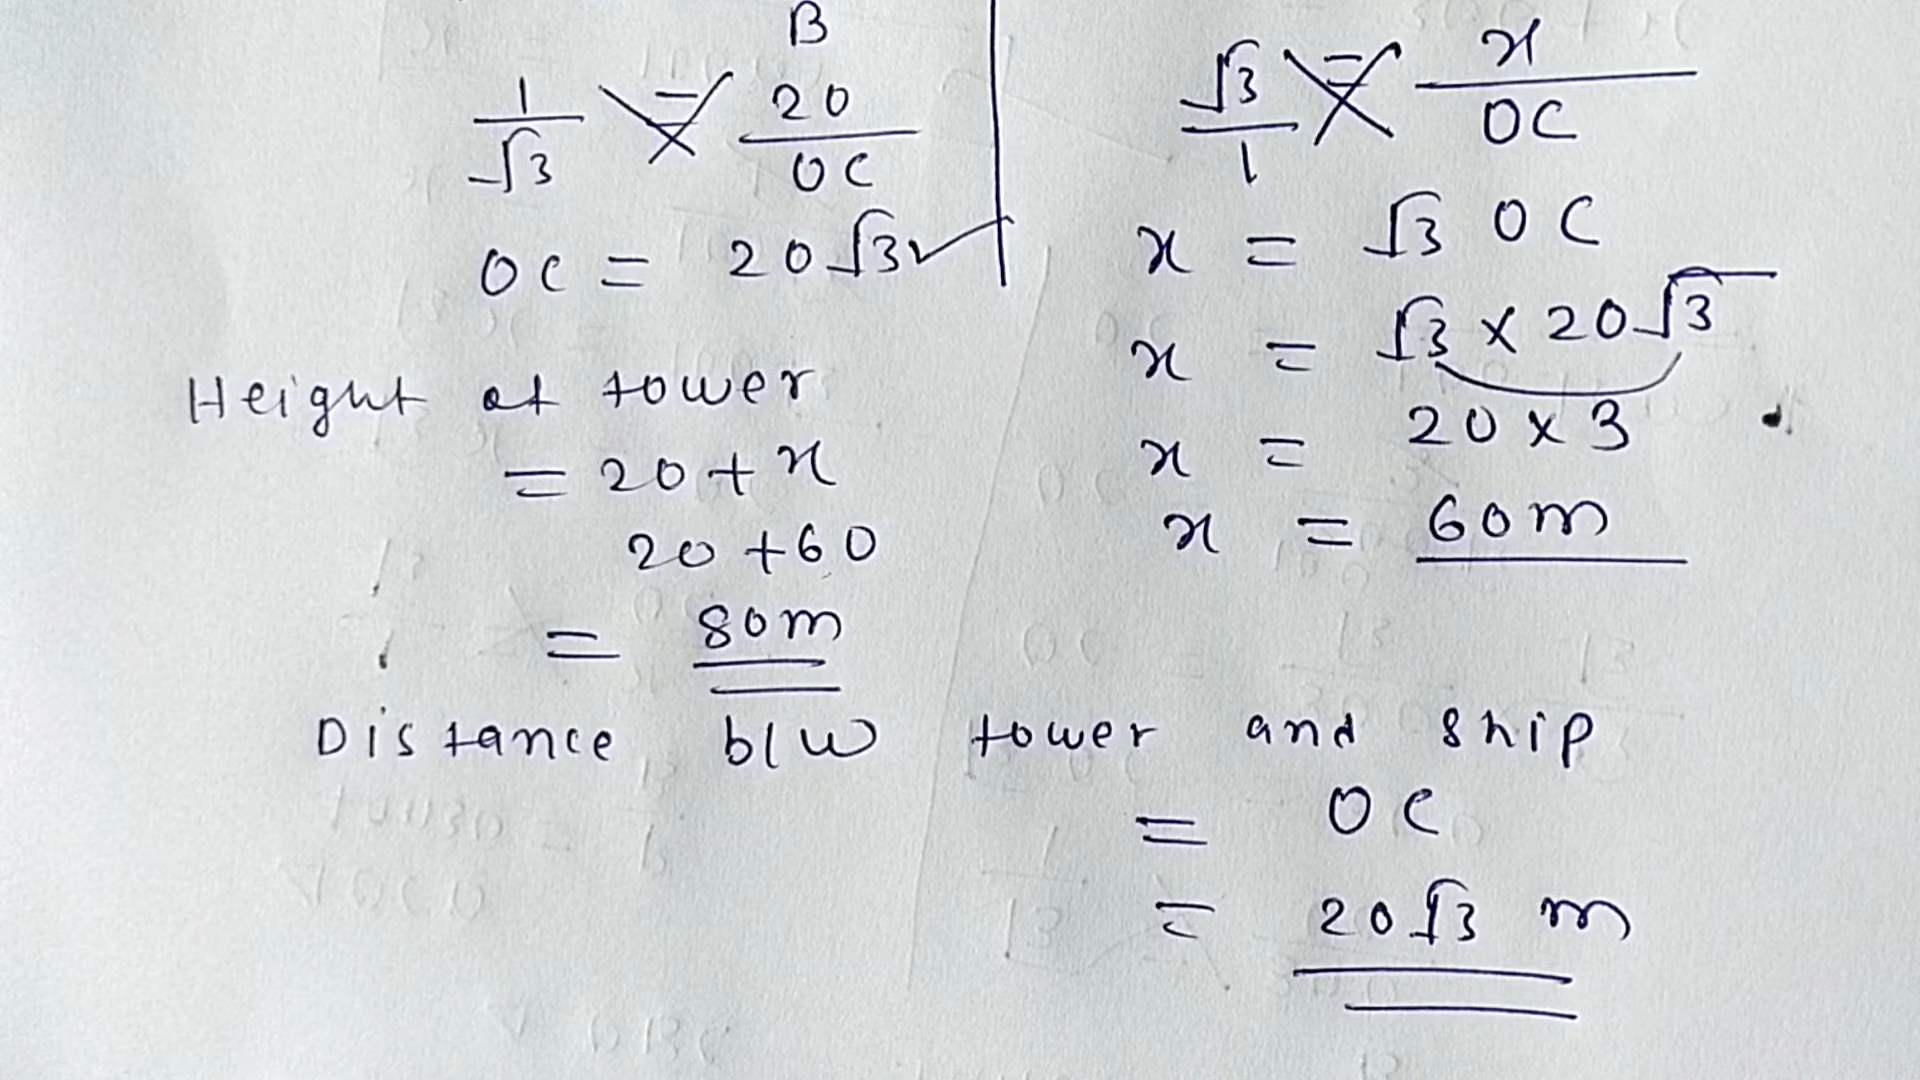 B
1/√3 = 20/OC
OC = 20√3 ✓
√3/1 = x/OC
x = √3 OC
x = √3 × 20√3
x = 20 × 3
x = 60m
Height of tower
= 20 + x
20 + 60
= 80m
Distance b/w tower and ship
= OC
= 20√3 m